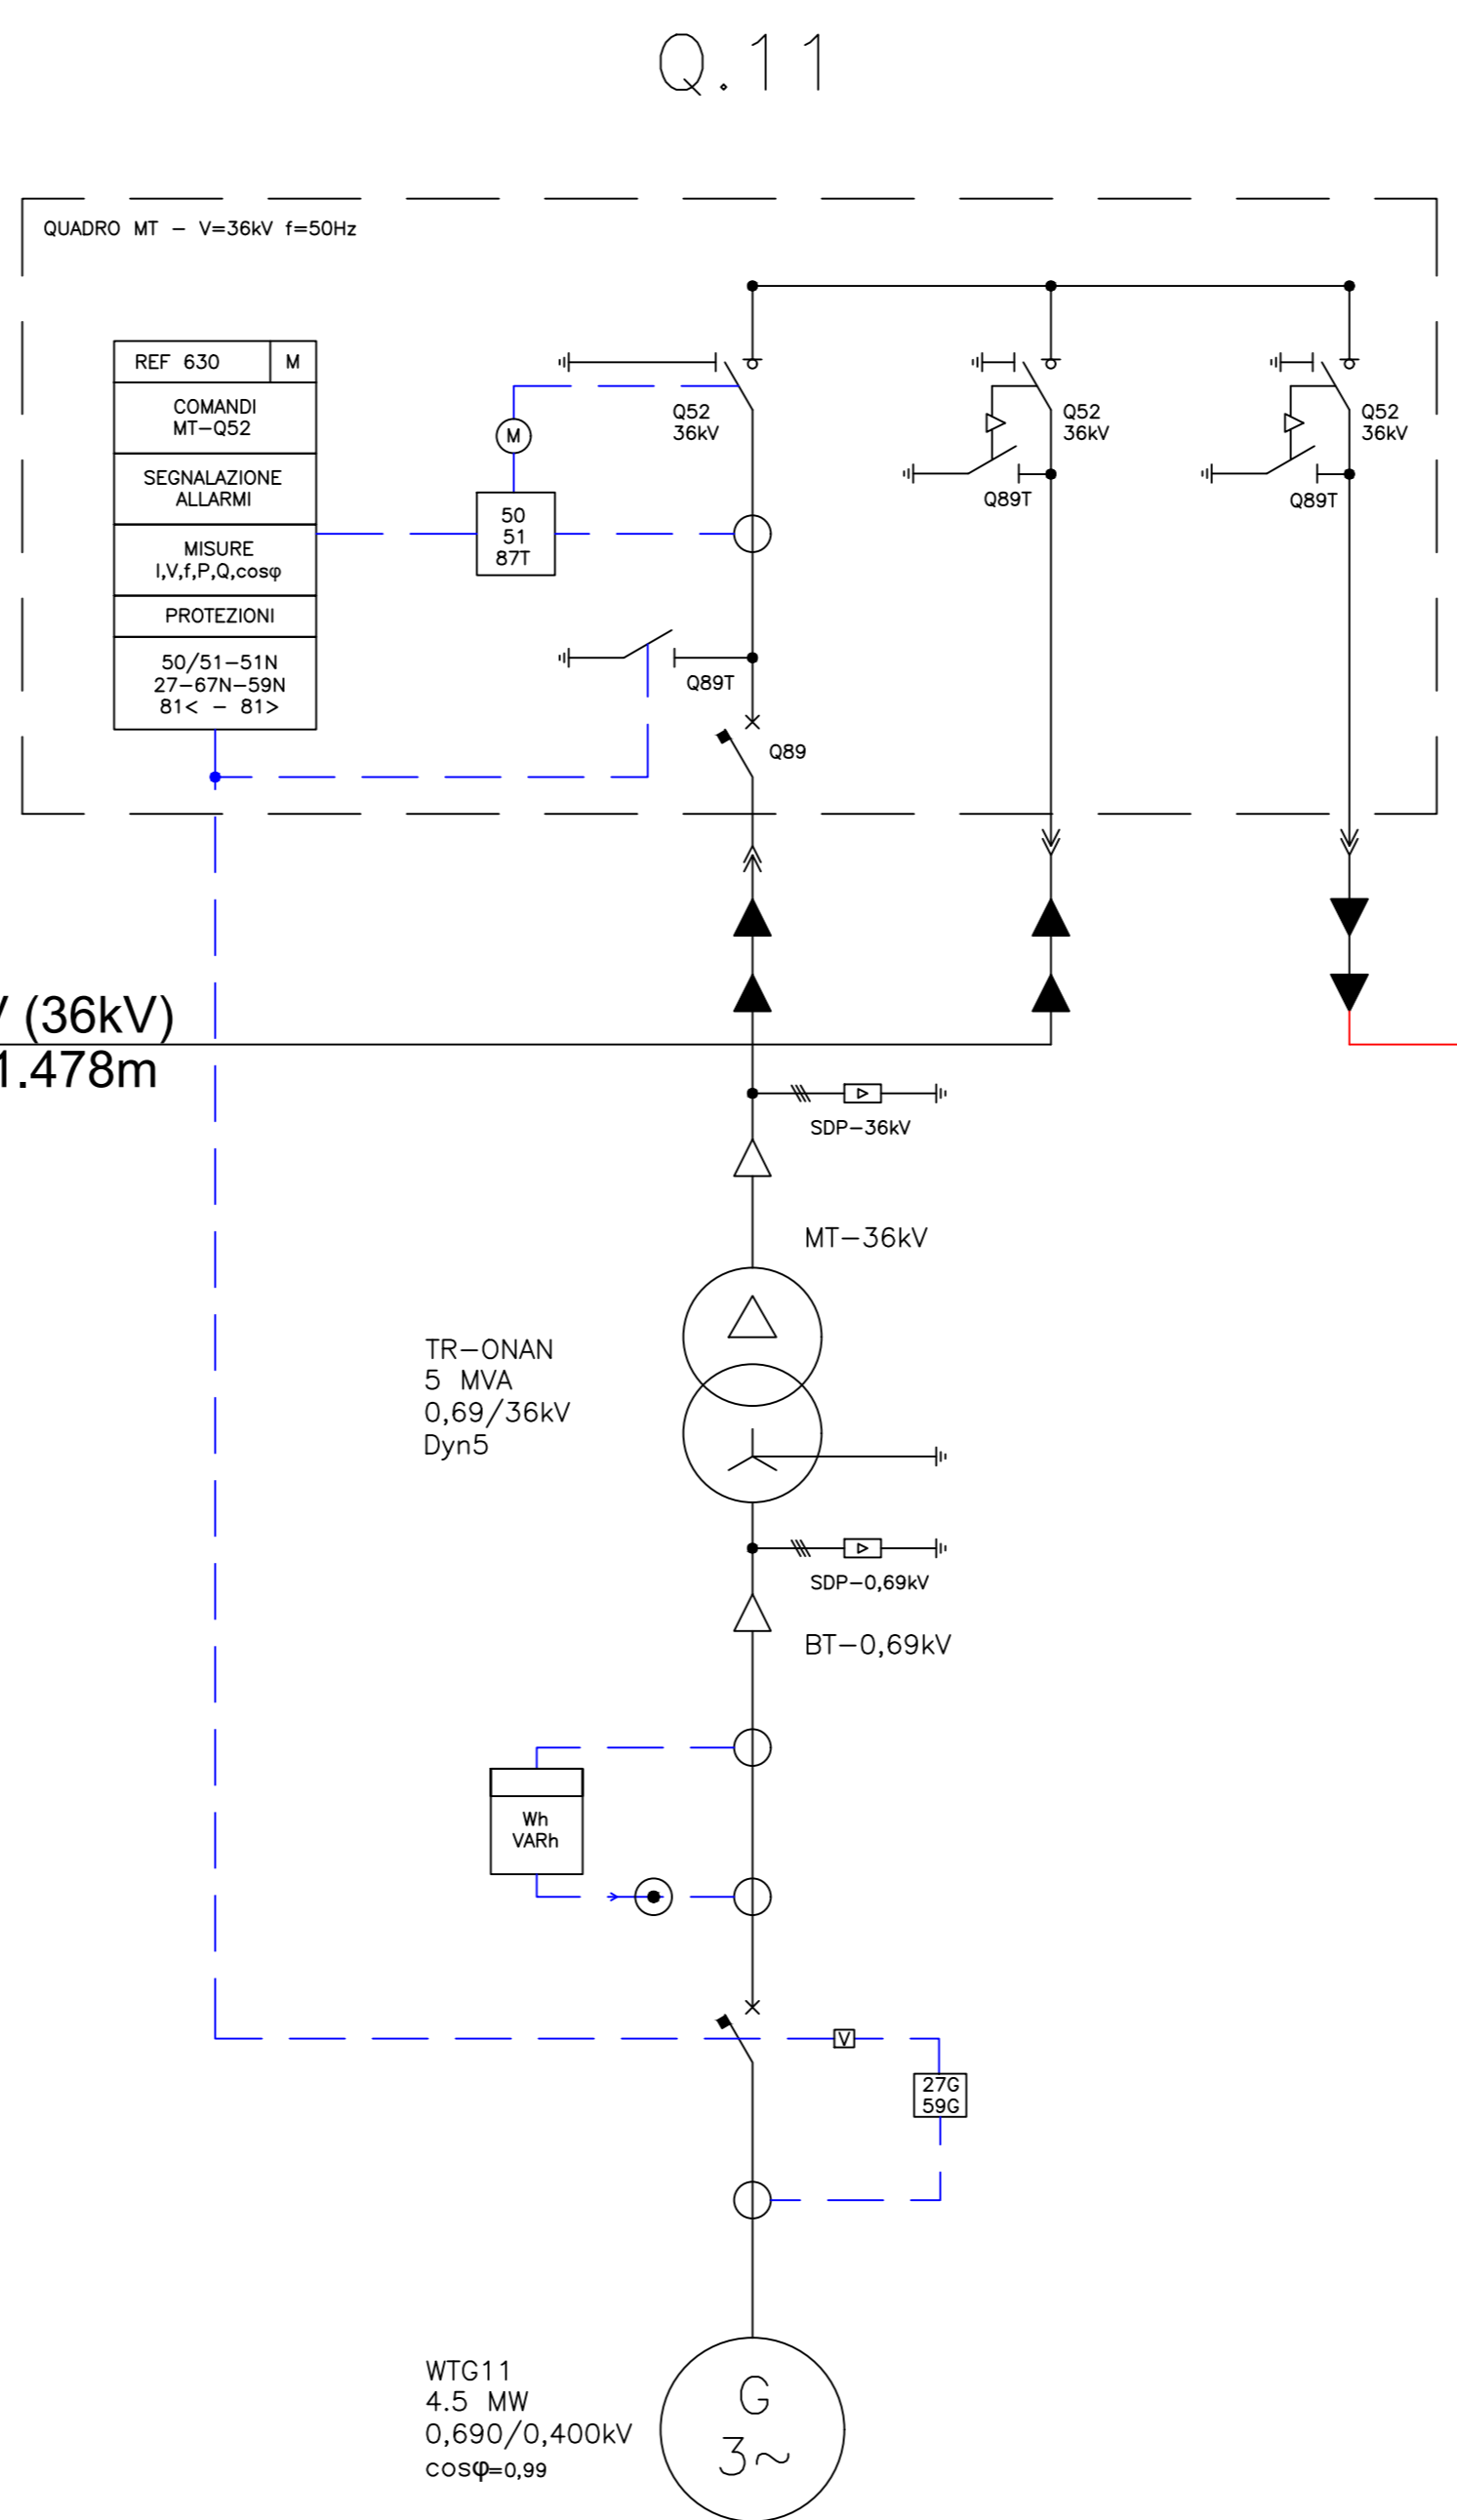 Q.11
QUADRO MT - V=36kV f=50Hz
REF 630 M
COMANDI
MT-Q52
SEGNALAZIONE
ALLARMI
MISURE
I,V,f,P,Q,cosφ
PROTEZIONI
50/51-51N
27-67N-59N
81< - 81>
M
50
51
87T
Q52
36kV
Q89T
Q89
Q52
36kV
Q89T
Q52
36kV
Q89T
V (36kV)
1.478m
SDP-36kV
MT-36kV
TR-ONAN
5 MVA
0,69/36kV
Dyn5
SDP-0,69kV
BT-0,69kV
Wh
VARh
V
27G
59G
WTG11
4.5 MW
0,690/0,400kV
cosφ=0,99
G
3~